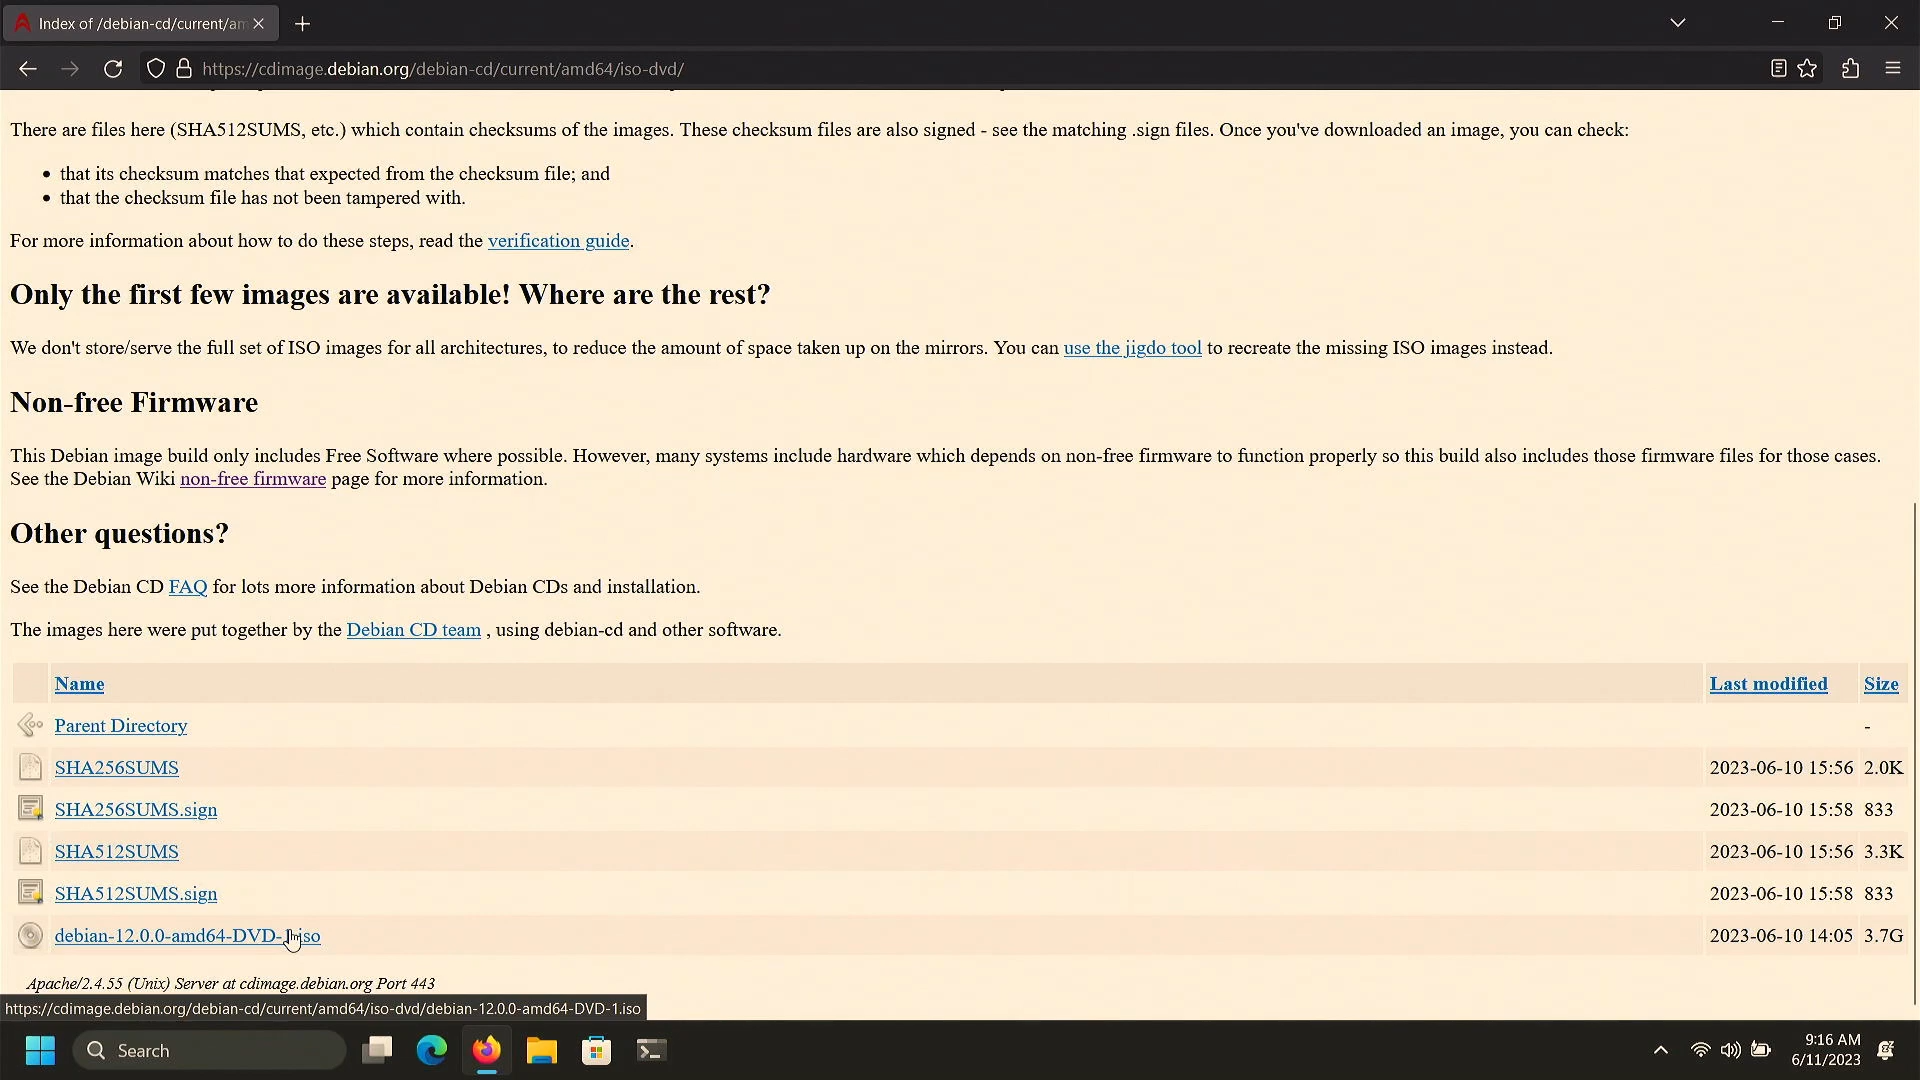 Index of /debian-cd/current/am
https://cdimage.debian.org/debian-cd/current/amd64/iso-dvd/
There are files here (SHA512SUMS, etc.) which contain checksums of the images. These checksum files are also signed - see the matching .sign files. Once you've downloaded an image, you can check:
• that its checksum matches that expected from the checksum file; and
• that the checksum file has not been tampered with.
For more information about how to do these steps, read the verification guide.
Only the first few images are available! Where are the rest?
We don't store/serve the full set of ISO images for all architectures, to reduce the amount of space taken up on the mirrors. You can use the jigdo tool to recreate the missing ISO images instead.
Non-free Firmware
This Debian image build only includes Free Software where possible. However, many systems include hardware which depends on non-free firmware to function properly so this build also includes those firmware files for those cases.
See the Debian Wiki non-free firmware page for more information.
Other questions?
See the Debian CD FAQ for lots more information about Debian CDs and installation.
The images here were put together by the Debian CD team , using debian-cd and other software.
Name Last modified Size
Parent Directory -
SHA256SUMS 2023-06-10 15:56 2.0K
SHA256SUMS.sign 2023-06-10 15:58 833
SHA512SUMS 2023-06-10 15:56 3.3K
SHA512SUMS.sign 2023-06-10 15:58 833
debian-12.0.0-amd64-DVD-1.iso 2023-06-10 14:05 3.7G
Apache/2.4.55 (Unix) Server at cdimage.debian.org Port 443
https://cdimage.debian.org/debian-cd/current/amd64/iso-dvd/debian-12.0.0-amd64-DVD-1.iso
Search
9:16 AM
6/11/2023